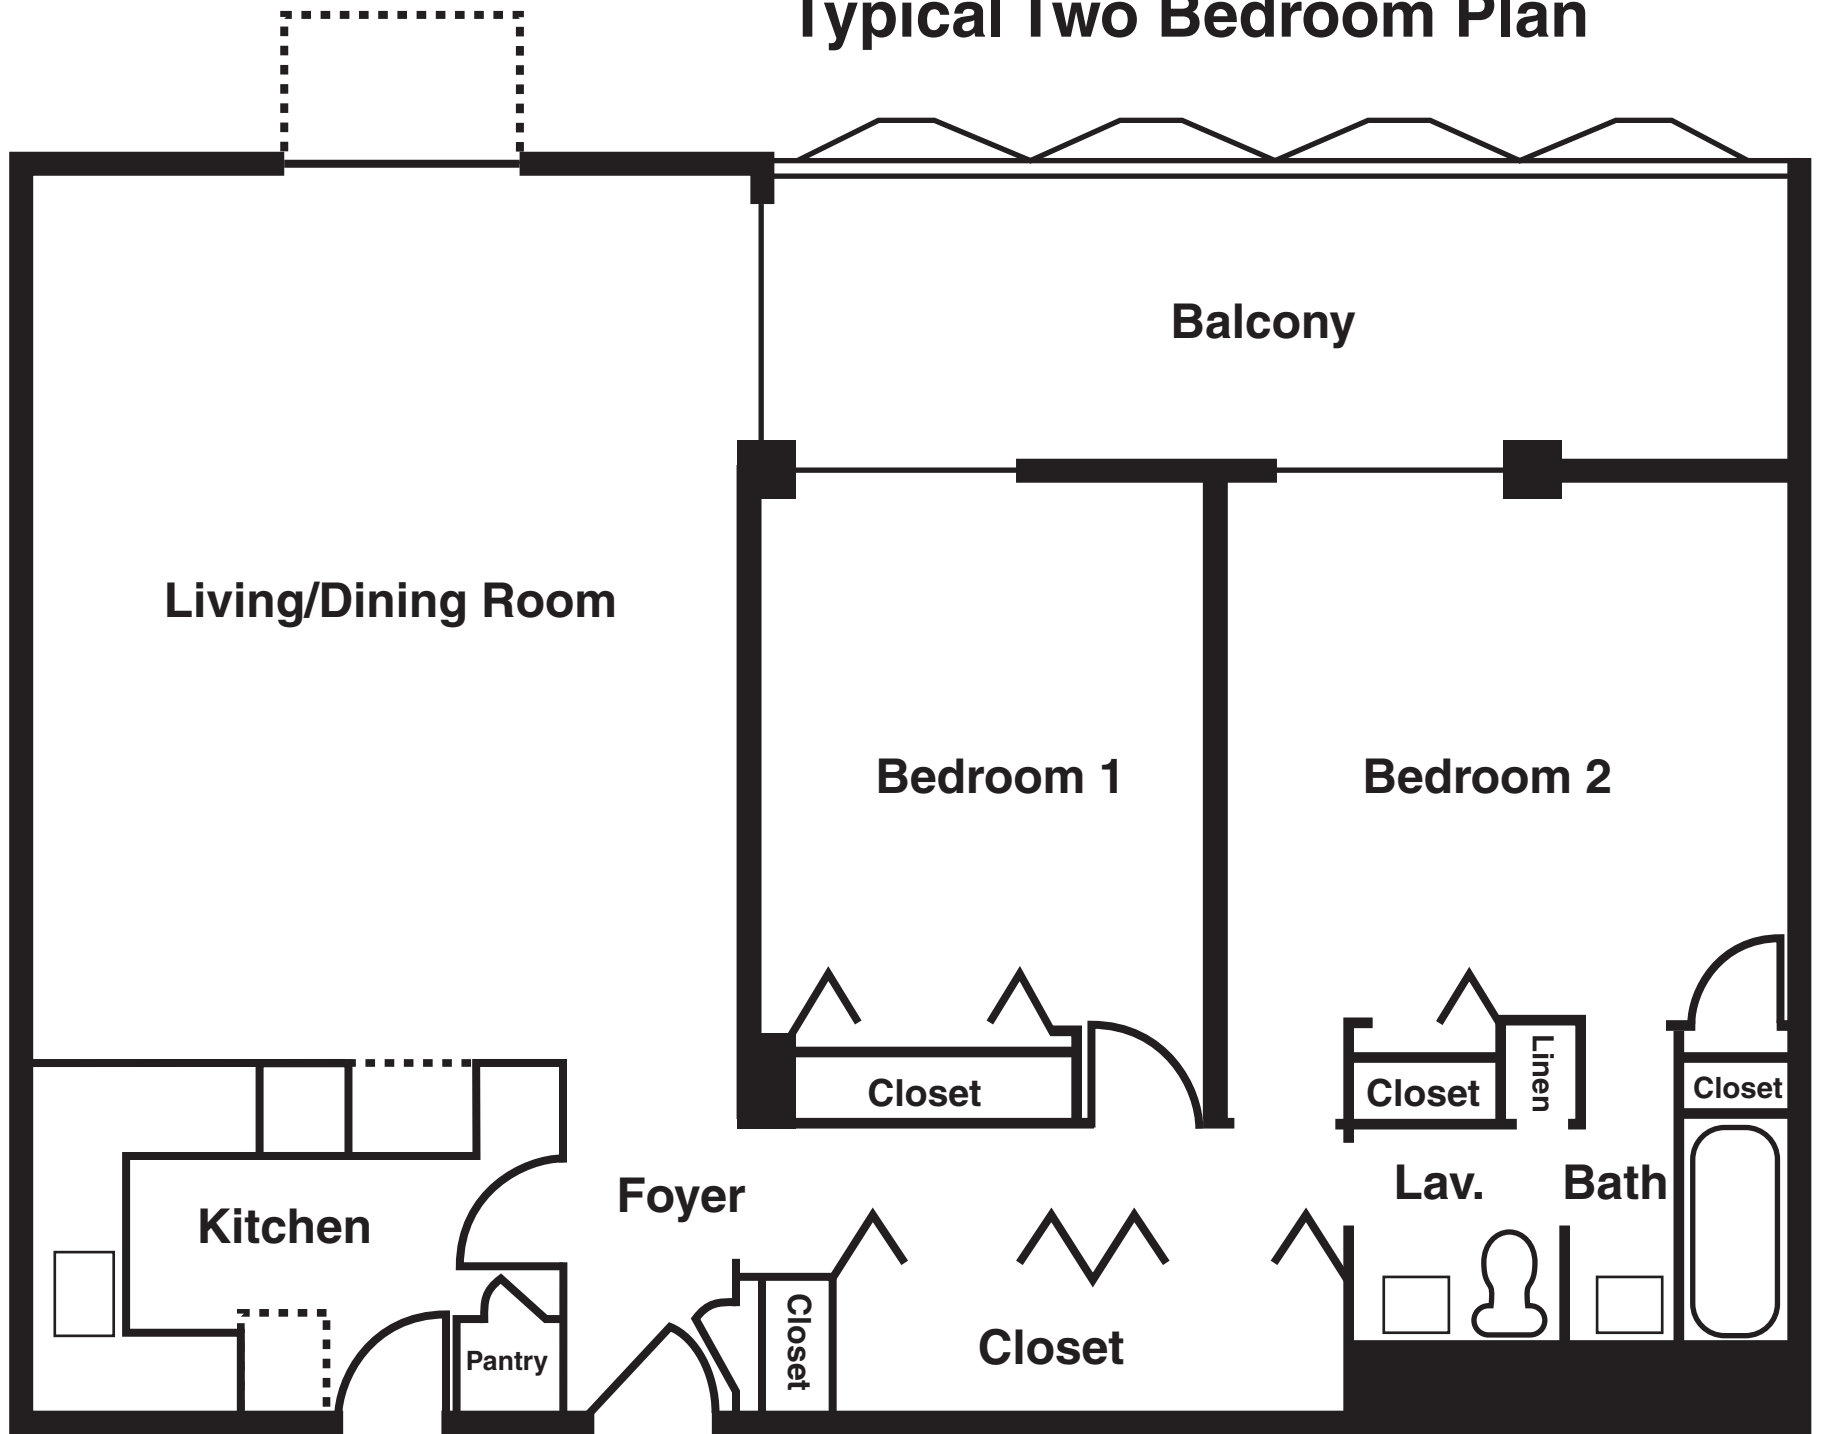 Typical Two Bedroom Plan
Balcony
Living/Dining Room
Bedroom 1
Bedroom 2
Closet
Closet
Linen
Closet
Kitchen
Foyer
Lav.
Bath
Pantry
Closet
Closet